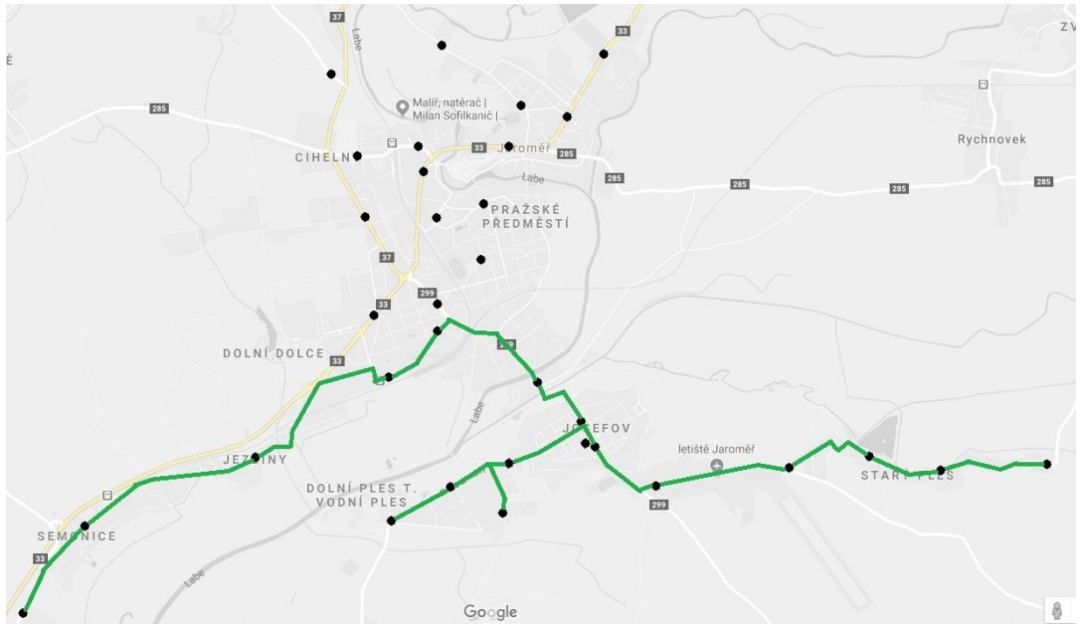 37
33
ZV
Ě
Labe
285
Malíř, natěrač |
Milan Sofilkanič |...
Rychnovek
CIHELN
33
Jaroměř
285
Labe
285
285
285
PRAŽSKÉ
PŘEDMĚSTÍ
37
299
33
DOLNÍ DOLCE
33
Labe
JOSEFOV
letiště Jaroměř
JEZBINY
STARÝ PLES
DOLNÍ PLES T.
VODNÍ PLES
299
SEMONICE
33
Labe
Google